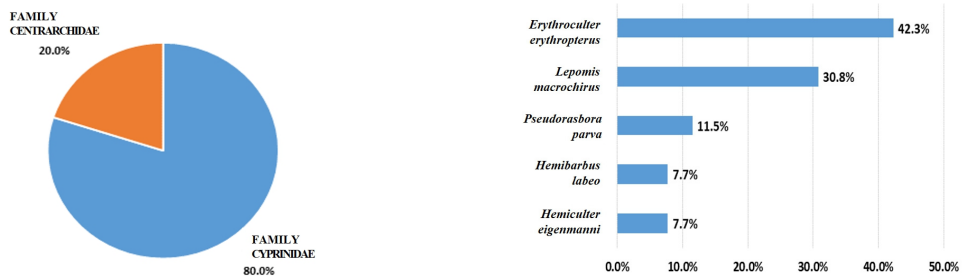 FAMILY
CENTRARCHIDAE
20.0%
FAMILY
CYPRINIDAE
80.0%
Erythroculter
erythropterus
42.3%
Lepomis
macrochirus
30.8%
Pseudorasbora
parva
11.5%
Hemibarbus
labeo
7.7%
Hemiculter
eigenmanni
7.7%
0.0% 10.0% 20.0% 30.0% 40.0% 50.0%